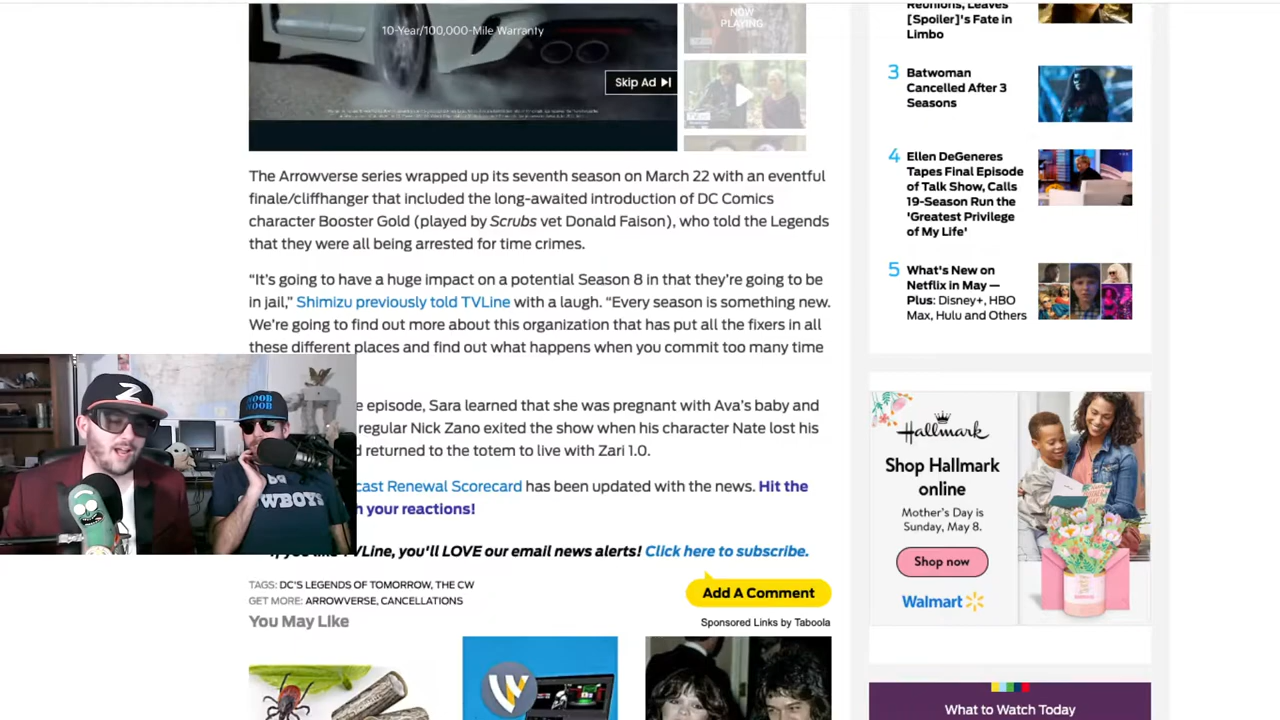 10-Year/100,000-Mile Warranty
Skip Ad
NOW
PLAYING
The Arrowverse series wrapped up its seventh season on March 22 with an eventful
finale/cliffhanger that included the long-awaited introduction of DC Comics
character Booster Gold (played by Scrubs vet Donald Faison), who told the Legends
that they were all being arrested for time crimes.
“It’s going to have a huge impact on a potential Season 8 in that they’re going to be
in jail,” Shimizu previously told TVLine with a laugh. “Every season is something new.
We’re going to find out more about this organization that has put all the fixers in all
these different places and find out what happens when you commit too many time
e episode, Sara learned that she was pregnant with Ava’s baby and
regular Nick Zano exited the show when his character Nate lost his
returned to the totem to live with Zari 1.0.
cast Renewal Scorecard has been updated with the news. Hit the
your reactions!
TVLine, you'll LOVE our email news alerts! Click here to subscribe.
TAGS: DC'S LEGENDS OF TOMORROW, THE CW
GET MORE: ARROWVERSE, CANCELLATIONS
Add A Comment
You May Like
Sponsored Links by Taboola
Reunions, Leaves
[Spoiler]'s Fate in
Limbo
3 Batwoman
Cancelled After 3
Seasons
4 Ellen DeGeneres
Tapes Final Episode
of Talk Show, Calls
19-Season Run the
'Greatest Privilege
of My Life'
5 What's New on
Netflix in May —
Plus: Disney+, HBO
Max, Hulu and Others
Hallmark
Shop Hallmark
online
Mother's Day is
Sunday, May 8.
Shop now
Walmart
What to Watch Today
Z
NOOB
NOOB
COWBOYS
W